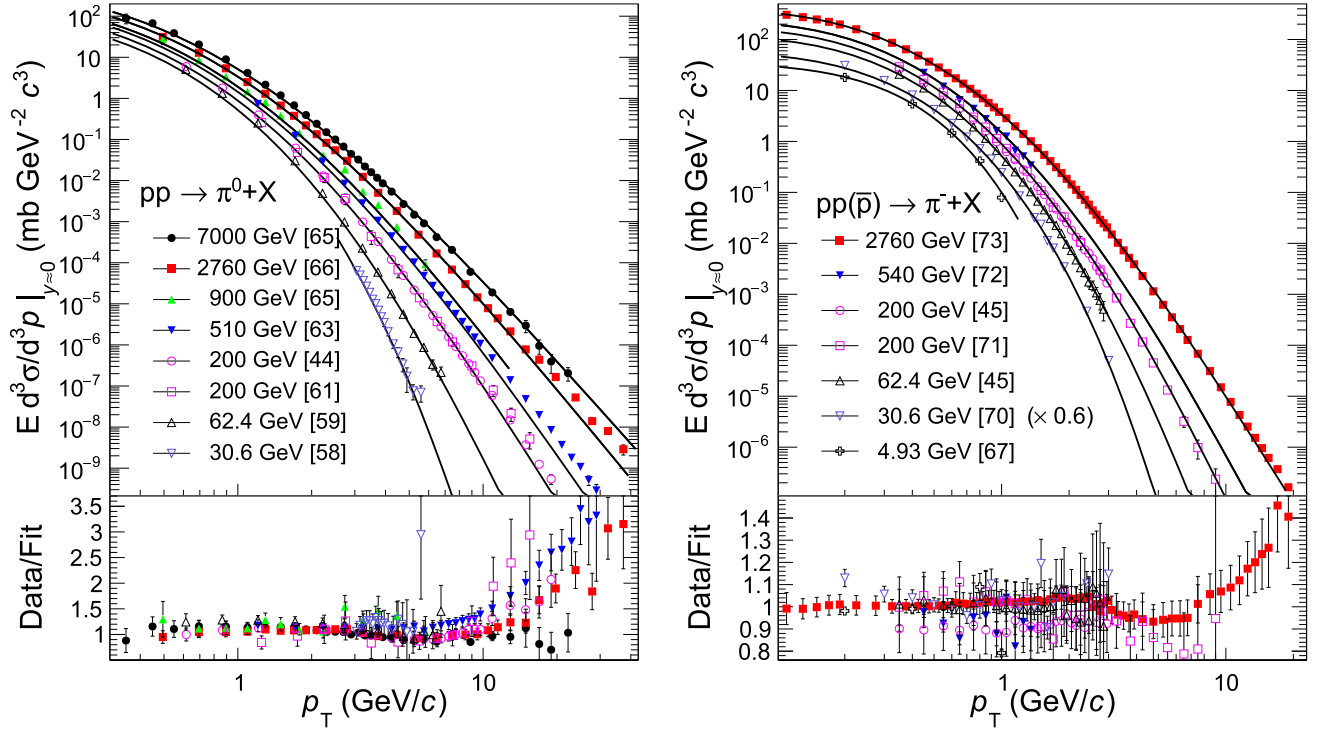 E d³σ/d³p |y≈0 (mb GeV⁻² c³)
10²
10
1
10⁻¹
10⁻²
10⁻³
10⁻⁴
10⁻⁵
10⁻⁶
10⁻⁷
10⁻⁸
10⁻⁹
pp → π⁰+X
7000 GeV [65]
2760 GeV [66]
900 GeV [65]
510 GeV [63]
200 GeV [44]
200 GeV [61]
62.4 GeV [59]
30.6 GeV [58]
Data/Fit
3.5
3
2.5
2
1.5
1
1
10
p_T (GeV/c)
E d³σ/d³p |y≈0 (mb GeV⁻² c³)
10²
10
1
10⁻¹
10⁻²
10⁻³
10⁻⁴
10⁻⁵
10⁻⁶
pp(p̅) → π⁻+X
2760 GeV [73]
540 GeV [72]
200 GeV [45]
200 GeV [71]
62.4 GeV [45]
30.6 GeV [70] (× 0.6)
4.93 GeV [67]
Data/Fit
1.4
1.3
1.2
1.1
1
0.9
0.8
1
10
p_T (GeV/c)